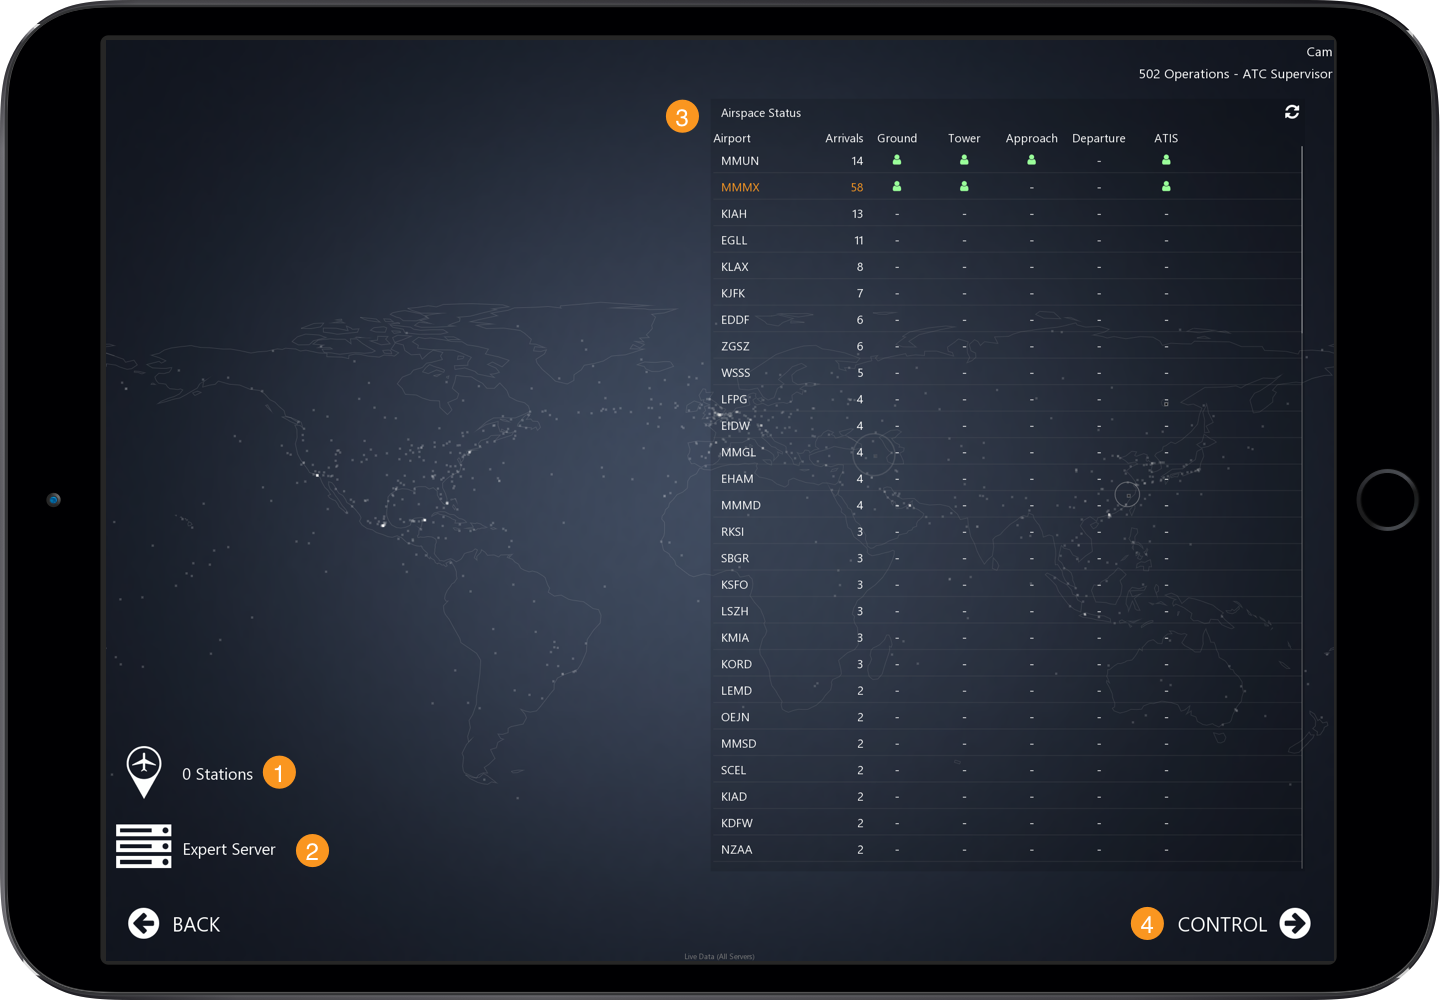 Cam
502 Operations - ATC Supervisor
3 Airspace Status
Airport Arrivals Ground Tower Approach Departure ATIS
MMUN 14 -
MMMX 58 - -
KIAH 13 - - - - -
EGLL 11 - - - - -
KLAX 8 - - - - -
KJFK 7 - - - - -
EDDF 6 - - - - -
ZGSZ 6 - - - - -
WSSS 5 - - - - -
LFPG 4 - - - - -
EIDW 4 - - - - -
MMGL 4 - - - - -
EHAM 4 - - - - -
MMMD 4 - - - - -
RKSI 3 - - - - -
SBGR 3 - - - - -
KSFO 3 - - - - -
LSZH 3 - - - - -
KMIA 3 - - - - -
KORD 3 - - - - -
LEMD 2 - - - - -
OEJN 2 - - - - -
MMSD 2 - - - - -
SCEL 2 - - - - -
KIAD 2 - - - - -
KDFW 2 - - - - -
NZAA 2 - - - - -
0 Stations 1
Expert Server 2
BACK
4 CONTROL
Live Data (All Servers)